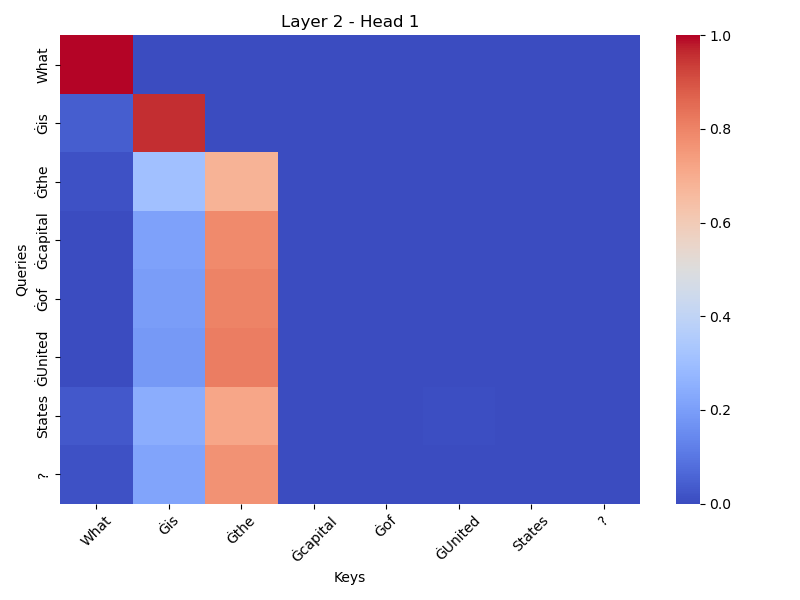 Layer 2 - Head 1
Queries
What
Ġis
Ġthe
Ġcapital
Ġof
ĠUnited
States
?
What
Ġis
Ġthe
Ġcapital
Ġof
ĠUnited
States
?
Keys
1.0
0.8
0.6
0.4
0.2
0.0